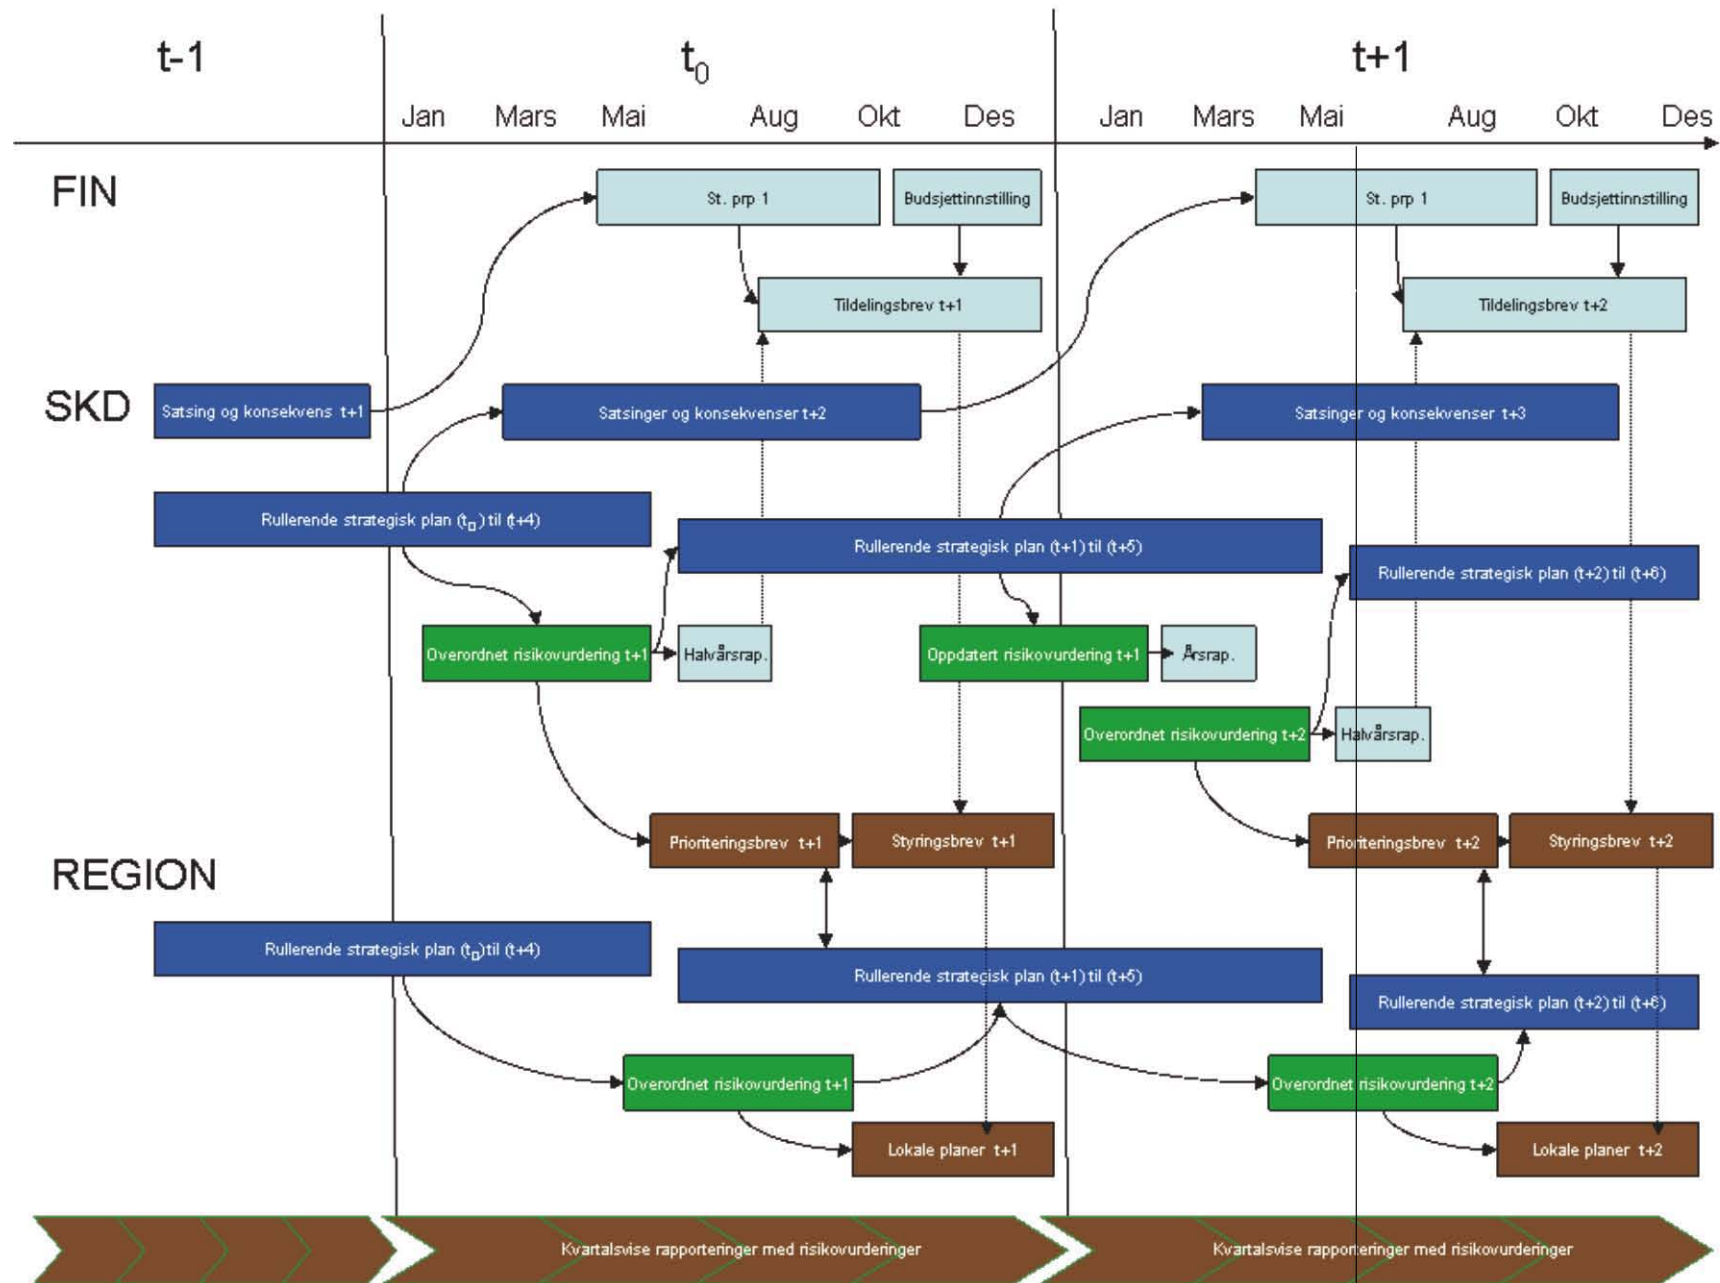 t-1
t0
t+1
Jan Mars Mai Aug Okt Des Jan Mars Mai Aug Okt Des
FIN
St. prp 1
Budsjettinnstilling
St. prp 1
Budsjettinnstilling
Tildelingsbrev t+1
Tildelingsbrev t+2
SKD
Satsing og konsekvens t+1
Satsinger og konsekvenser t+2
Satsinger og konsekvenser t+3
Rullerende strategisk plan (t□) til (t+4)
Rullerende strategisk plan (t+1) til (t+5)
Rullerende strategisk plan (t+2) til (t+6)
Overordnet risikovurdering t+1
Halvårsrap.
Oppdatert risikovurdering t+1
Årsrap.
Overordnet risikovurdering t+2
Halvårsrap.
Prioriteringsbrev t+1
Styringsbrev t+1
Prioriteringsbrev t+2
Styringsbrev t+2
REGION
Rullerende strategisk plan (t□) til (t+4)
Rullerende strategisk plan (t+1) til (t+5)
Rullerende strategisk plan (t+2) til (t+6)
Overordnet risikovurdering t+1
Overordnet risikovurdering t+2
Lokale planer t+1
Lokale planer t+2
Kvartalsvise rapporteringer med risikovurderinger
Kvartalsvise rapporteringer med risikovurderinger